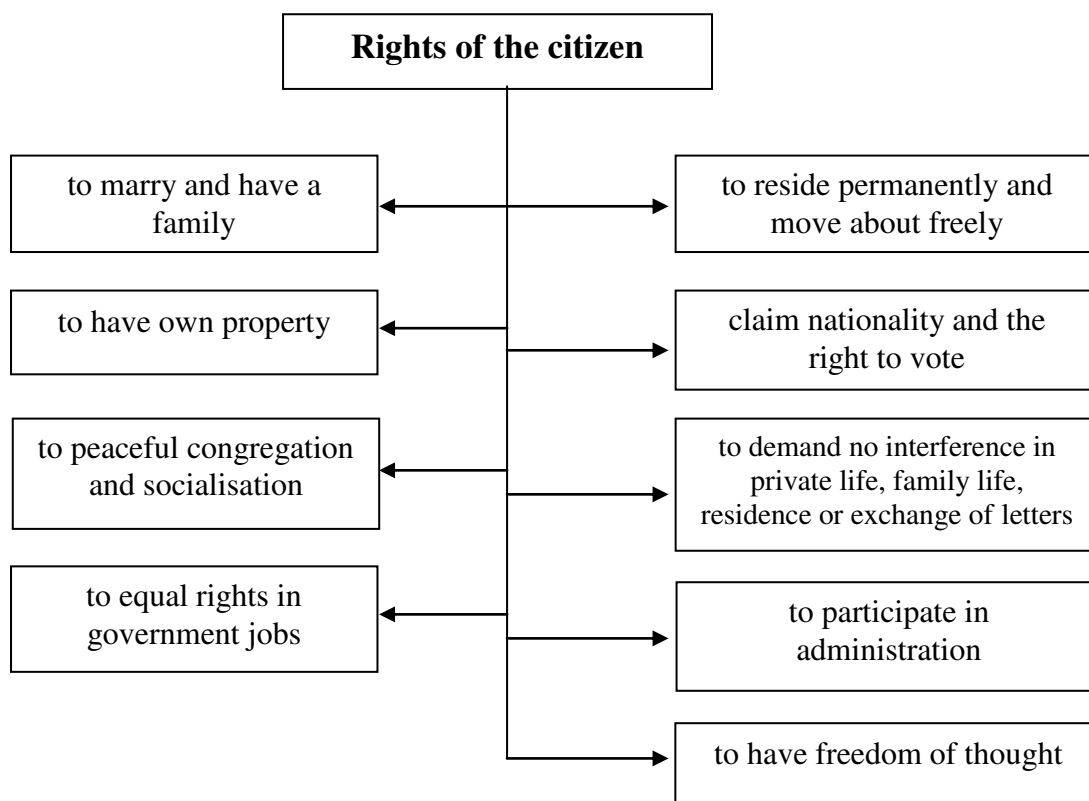 Rights of the citizen
to marry and have a
family
to reside permanently and
move about freely
to have own property
claim nationality and the
right to vote
to peaceful congregation
and socialisation
to demand no interference in
private life, family life,
residence or exchange of letters
to equal rights in
government jobs
to participate in
administration
to have freedom of thought